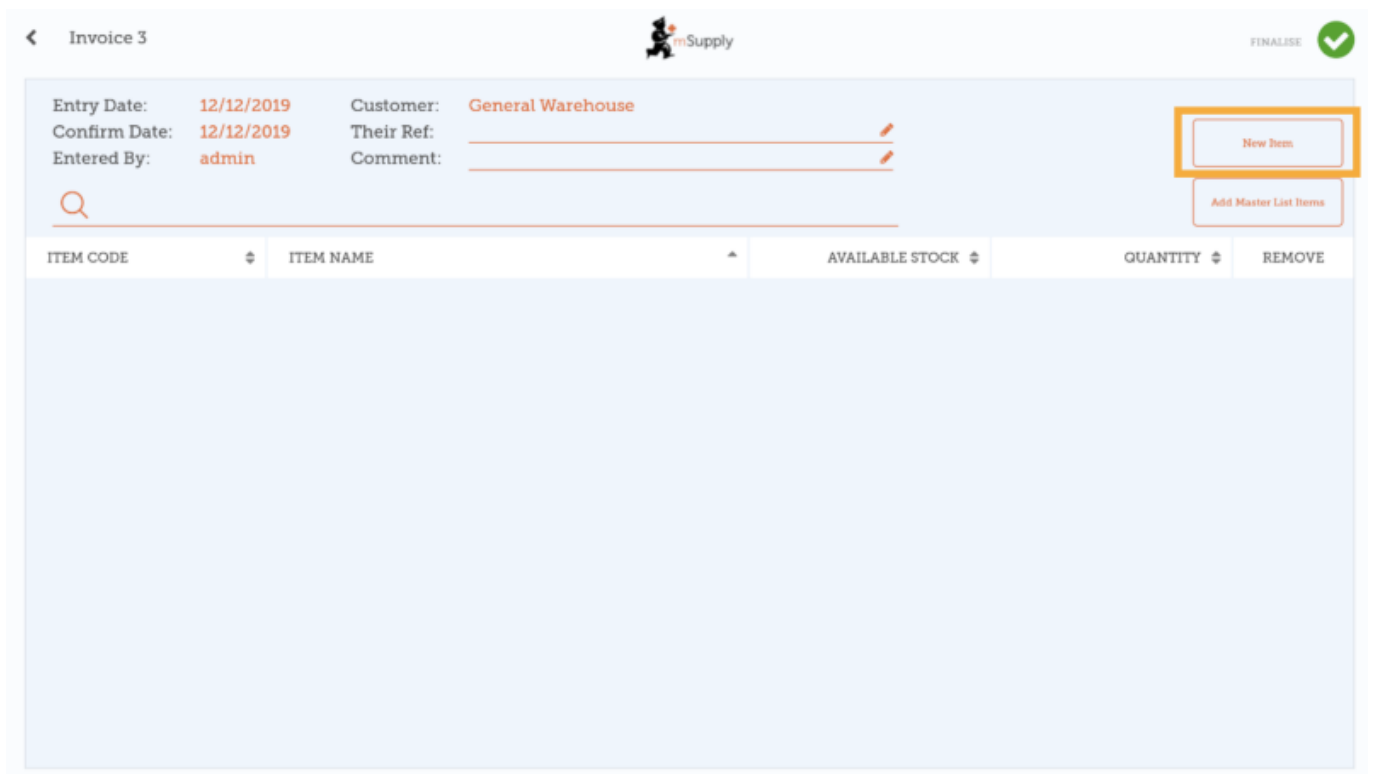 Invoice 3
mSupply
FINALISE
Entry Date: 12/12/2019 Customer: General Warehouse
Confirm Date: 12/12/2019 Their Ref:
Entered By: admin Comment:
New Item
Add Master List Items
ITEM CODE ITEM NAME AVAILABLE STOCK QUANTITY REMOVE